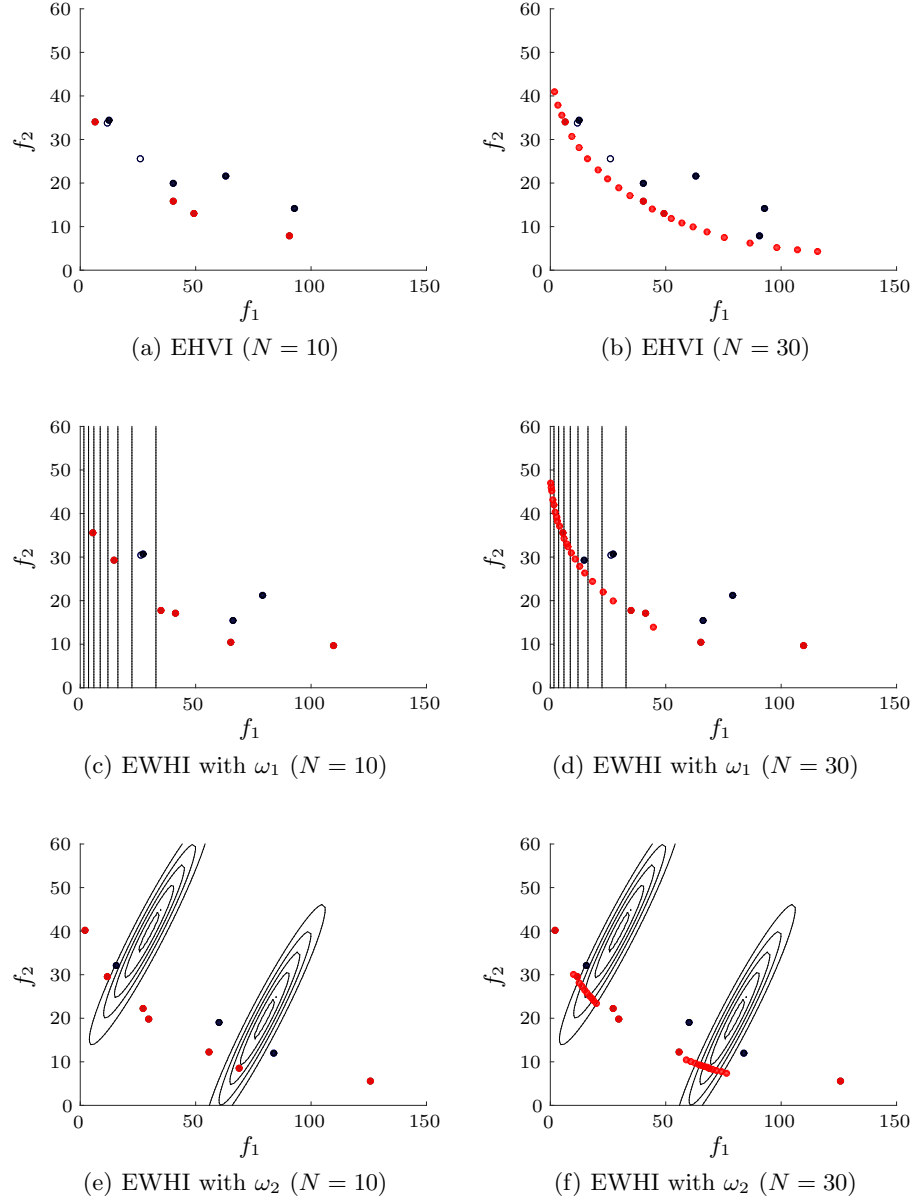 60
50
40
30
20
10
0
f₂
0 50 100 150
f₁
(a) EHVI (N = 10)
60
50
40
30
20
10
0
f₂
0 50 100 150
f₁
(b) EHVI (N = 30)
60
50
40
30
20
10
0
f₂
0 50 100 150
f₁
(c) EWHI with ω₁ (N = 10)
60
50
40
30
20
10
0
f₂
0 50 100 150
f₁
(d) EWHI with ω₁ (N = 30)
60
50
40
30
20
10
0
f₂
0 50 100 150
f₁
(e) EWHI with ω₂ (N = 10)
60
50
40
30
20
10
0
f₂
0 50 100 150
f₁
(f) EWHI with ω₂ (N = 30)